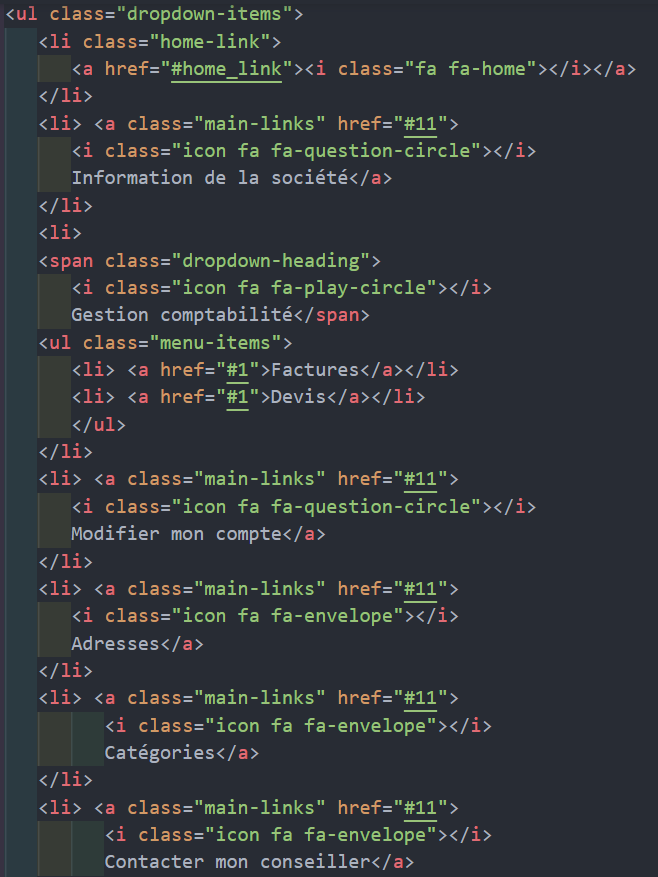 <ul class="dropdown-items">
<li class="home-link">
<a href="#home_link"><i class="fa fa-home"></i></a>
</li>
<li> <a class="main-links" href="#11">
<i class="icon fa fa-question-circle"></i>
Information de la société</a>
</li>
<li>
<span class="dropdown-heading">
<i class="icon fa fa-play-circle"></i>
Gestion comptabilité</span>
<ul class="menu-items">
<li> <a href="#1">Factures</a></li>
<li> <a href="#1">Devis</a></li>
</ul>
</li>
<li> <a class="main-links" href="#11">
<i class="icon fa fa-question-circle"></i>
Modifier mon compte</a>
</li>
<li> <a class="main-links" href="#11">
<i class="icon fa fa-envelope"></i>
Adresses</a>
</li>
<li> <a class="main-links" href="#11">
<i class="icon fa fa-envelope"></i>
Catégories</a>
</li>
<li> <a class="main-links" href="#11">
<i class="icon fa fa-envelope"></i>
Contacter mon conseiller</a>